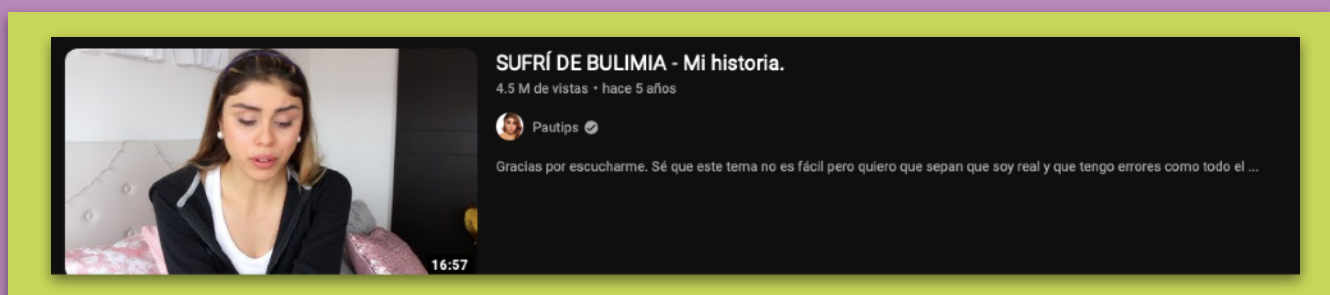 SUFRÍ DE BULIMIA - Mi historia.
4.5 M de vistas • hace 5 años
Pautips
Gracias por escucharme. Sé que este tema no es fácil pero quiero que sepan que soy real y que tengo errores como todo el ...
16:57